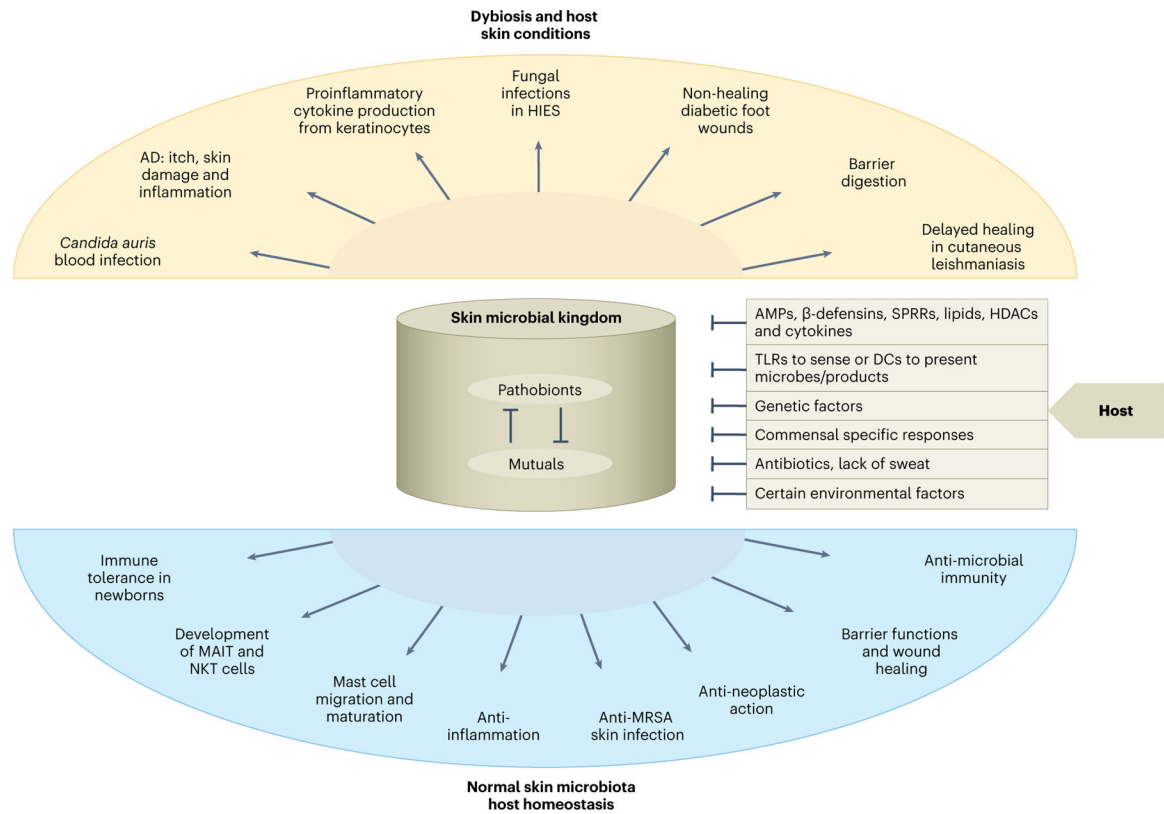 Dybiosis and host
skin conditions
Candida auris
blood infection
AD: itch, skin
damage and
inflammation
Proinflammatory
cytokine production
from keratinocytes
Fungal
infections
in HIES
Non-healing
diabetic foot
wounds
Barrier
digestion
Delayed healing
in cutaneous
leishmaniasis
Skin microbial kingdom
Pathobionts
Mutuals
AMPs, β-defensins, SPRRs, lipids, HDACs
and cytokines
TLRs to sense or DCs to present
microbes/products
Genetic factors
Commensal specific responses
Antibiotics, lack of sweat
Certain environmental factors
Host
Immune
tolerance in
newborns
Development
of MAIT and
NKT cells
Mast cell
migration and
maturation
Anti-
inflammation
Anti-MRSA
skin infection
Anti-neoplastic
action
Barrier functions
and wound
healing
Anti-microbial
immunity
Normal skin microbiota
host homeostasis